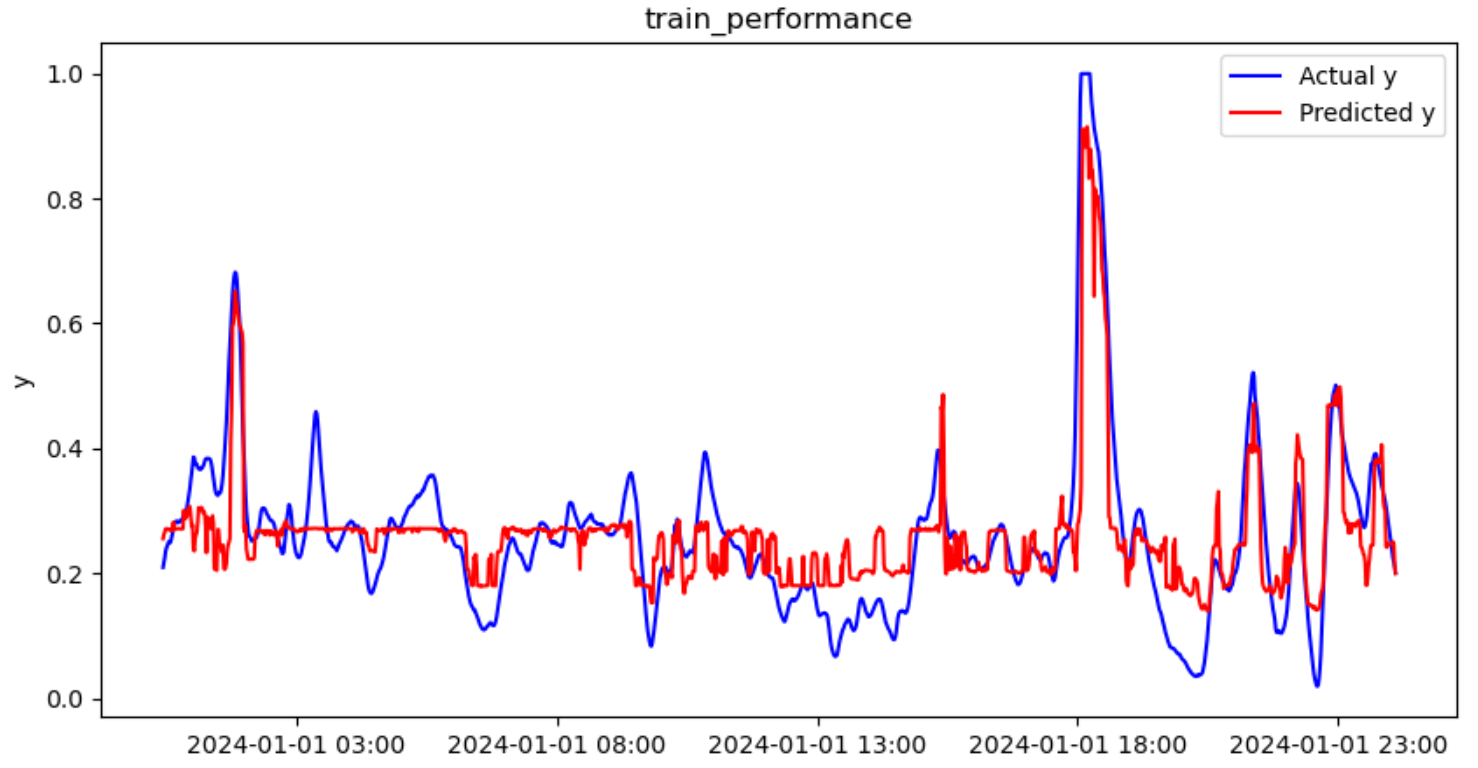 train_performance
Actual y
Predicted y
1.0
0.8
0.6
0.4
0.2
0.0
y
2024-01-01 03:00
2024-01-01 08:00
2024-01-01 13:00
2024-01-01 18:00
2024-01-01 23:00